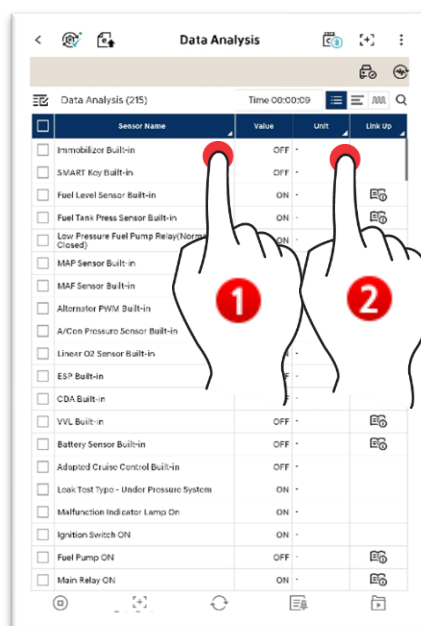 Data Analysis
Data Analysis (215)
Time 00:00:09
Sensor Name Value Unit Link Up
Immobilizer Built-in OFF -
SMART Key Built-in OFF -
Fuel Level Sensor Built-in ON -
Fuel Tank Press Sensor Built-in ON -
Low Pressure Fuel Pump Relay(Norma
Closed) ON
MAP Sensor Built-in
MAF Sensor Built-in
Alternator PWM Built-in
A/Con Pressure Sensor Built-in
Linear O2 Sensor Built-in
ESP Built-in
CDA Built-in
VVL Built-in OFF -
Battery Sensor Built-in OFF -
Adapted Cruise Control Built-in OFF -
Leak Test Type - Under Pressure System ON -
Malfunction Indicator Lamp On ON -
Ignition Switch ON ON -
Fuel Pump ON OFF -
Main Relay ON ON -
1
2